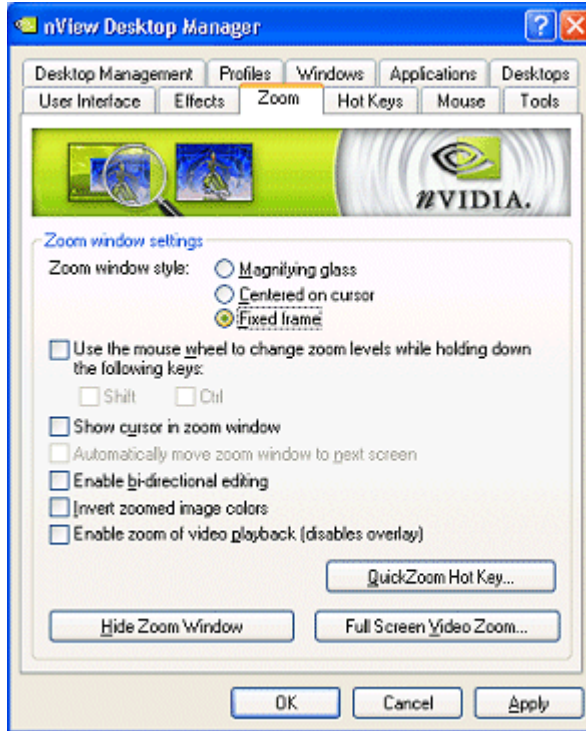 nView Desktop Manager
Desktop Management Profiles Windows Applications Desktops
User Interface Effects Zoom Hot Keys Mouse Tools
nVIDIA.
Zoom window settings
Zoom window style: Magnifying glass
Centered on cursor
Fixed frame
Use the mouse wheel to change zoom levels while holding down
the following keys:
Shift Ctrl
Show cursor in zoom window
Automatically move zoom window to next screen
Enable bi-directional editing
Invert zoomed image colors
Enable zoom of video playback (disables overlay)
QuickZoom Hot Key...
Hide Zoom Window Full Screen Video Zoom...
OK Cancel Apply